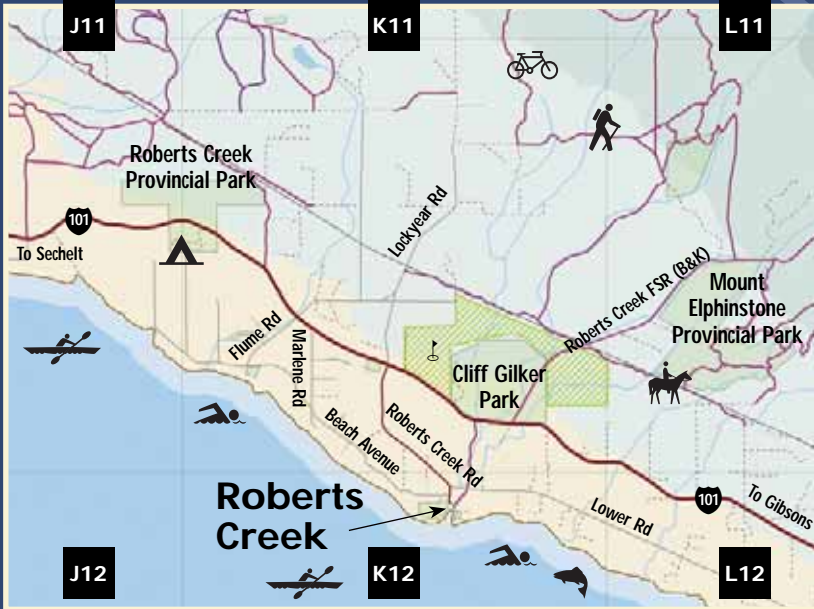 J11
K11
L11
Roberts Creek
Provincial Park
Lockyear Rd
101
To Sechelt
Roberts Creek FSR (B&K)
Mount
Elphinstone
Provincial Park
Flume Rd
Marlene Rd
Cliff Gilker
Park
Beach Avenue
Roberts Creek Rd
Roberts
Creek
Lower Rd
101
To Gibsons
J12
K12
L12